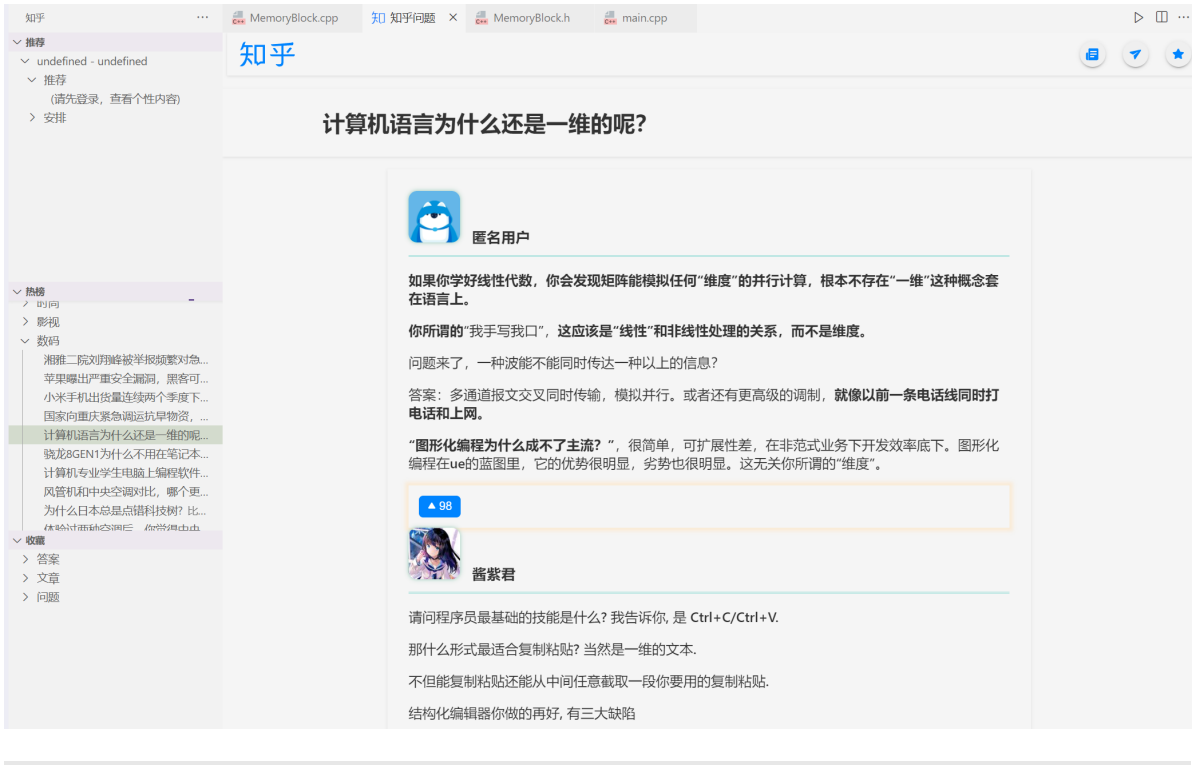 知乎
···
MemoryBlock.cpp
知乎问题
MemoryBlock.h
main.cpp
···
推荐
undefined - undefined
推荐
(请先登录，查看个性内容)
安排
知乎
计算机语言为什么还是一维的呢？
匿名用户
如果你学好线性代数，你会发现矩阵能模拟任何“维度”的并行计算，根本不存在“一维”这种概念套
在语言上。
你所谓的“我手写我口”，这应该是“线性”和非线性处理的关系，而不是维度。
问题来了，一种波能不能同时传达一种以上的信息？
答案：多通道报文交叉同时传输，模拟并行。或者还有更高级的调制，就像以前一条电话线同时打
电话和上网。
“图形化编程为什么成不了主流？“，很简单，可扩展性差，在非范式业务下开发效率底下。图形化
编程在ue的蓝图里，它的优势很明显，劣势也很明显。这无关你所谓的“维度”。
98
酱紫君
请问程序员最基础的技能是什么? 我告诉你, 是 Ctrl+C/Ctrl+V.
那什么形式最适合复制粘贴? 当然是一维的文本.
不但能复制粘贴还能从中间任意截取一段你要用的复制粘贴.
结构化编辑器你做的再好, 有三大缺陷
热榜
时尚
影视
数码
湘雅二院刘翔峰被举报频繁对急...
苹果曝出严重安全漏洞，黑客可...
小米手机出货量连续两个季度下...
国家向重庆紧急调运抗旱物资，...
计算机语言为什么还是一维的呢...
骁龙8GEN1为什么不用在笔记本...
计算机专业学生电脑上编程软件...
风管机和中央空调对比，哪个更...
为什么日本总是点错科技树？比...
体验过两种空调后，你觉得中央
收藏
答案
文章
问题